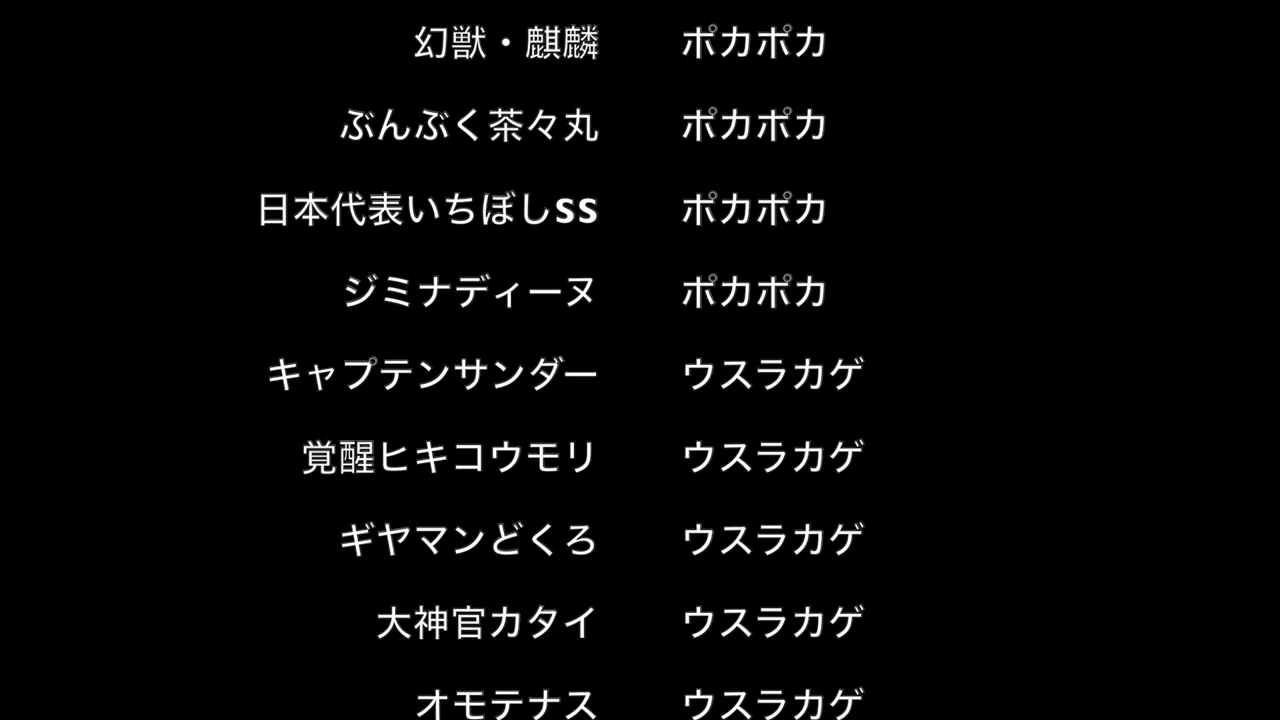 幻獣・麒麟 ポカポカ
ぶんぶく茶々丸 ポカポカ
日本代表いちぼしSS ポカポカ
ジミナディーヌ ポカポカ
キャプテンサンダー ウスラカゲ
覚醒ヒキコウモリ ウスラカゲ
ギヤマンどくろ ウスラカゲ
大神官カタイ ウスラカゲ
オモテナス ウスラカゲ